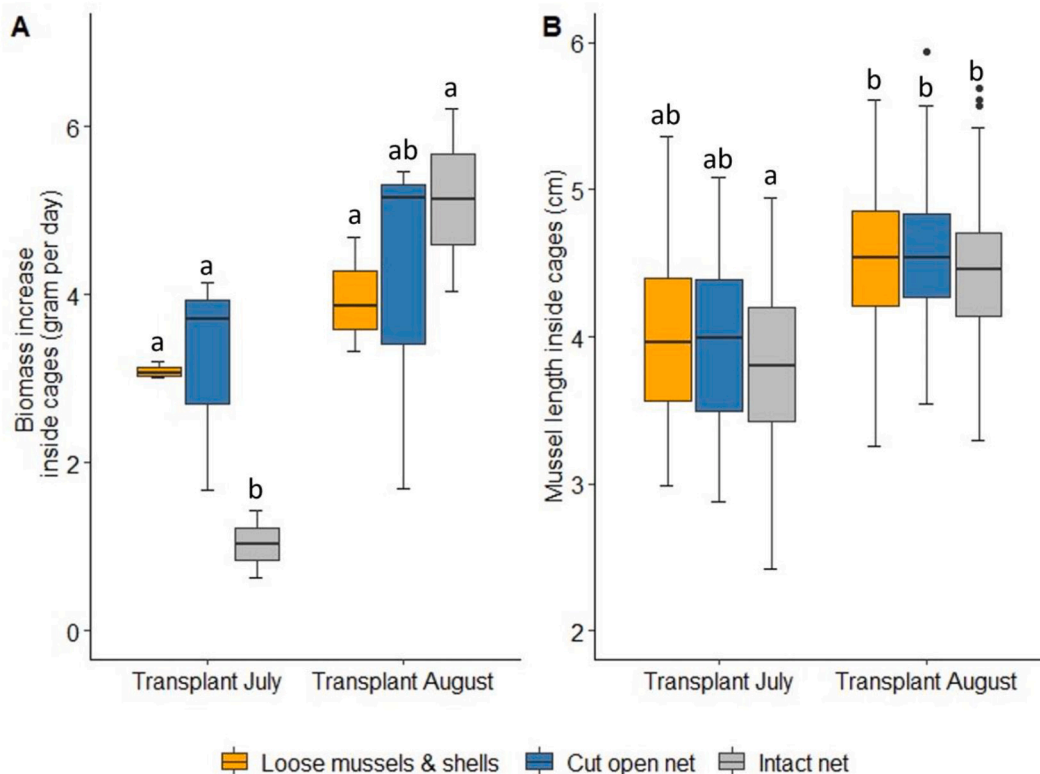 A
Biomass increase
inside cages (gram per day)
6
4
2
0
a
a
b
a
ab
a
Transplant July
Transplant August
B
Mussel length inside cages (cm)
6
5
4
3
2
ab
ab
a
b
b
b
Transplant July
Transplant August
Loose mussels & shells
Cut open net
Intact net